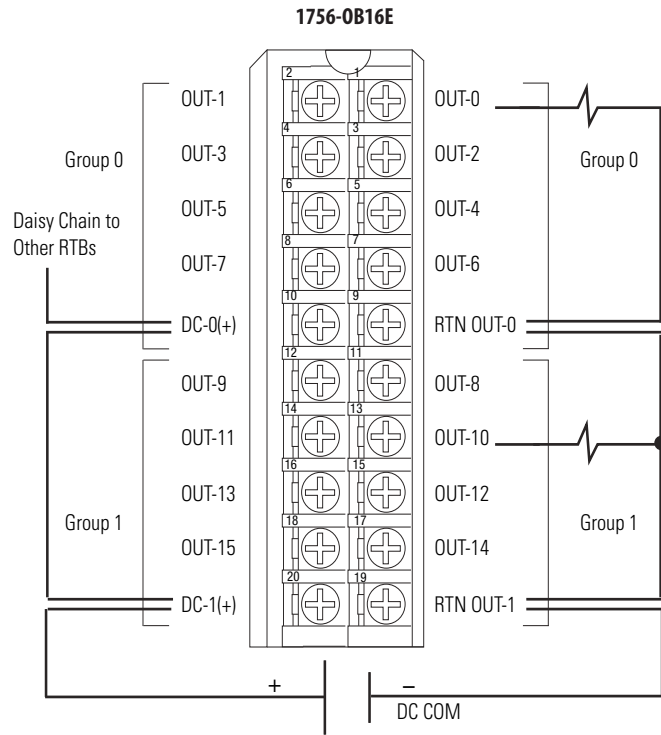 1756-OB16E
2 1
OUT-1 OUT-0
4 3
Group 0 OUT-3 OUT-2 Group 0
6 5
Daisy Chain to
Other RTBs
OUT-5 OUT-4
8 7
OUT-7 OUT-6
10 9
DC-0(+) RTN OUT-0
12 11
OUT-9 OUT-8
14 13
OUT-11 OUT-10
16 15
OUT-13 OUT-12
Group 1 Group 1
18 17
OUT-15 OUT-14
20 19
DC-1(+) RTN OUT-1
+ –
DC COM